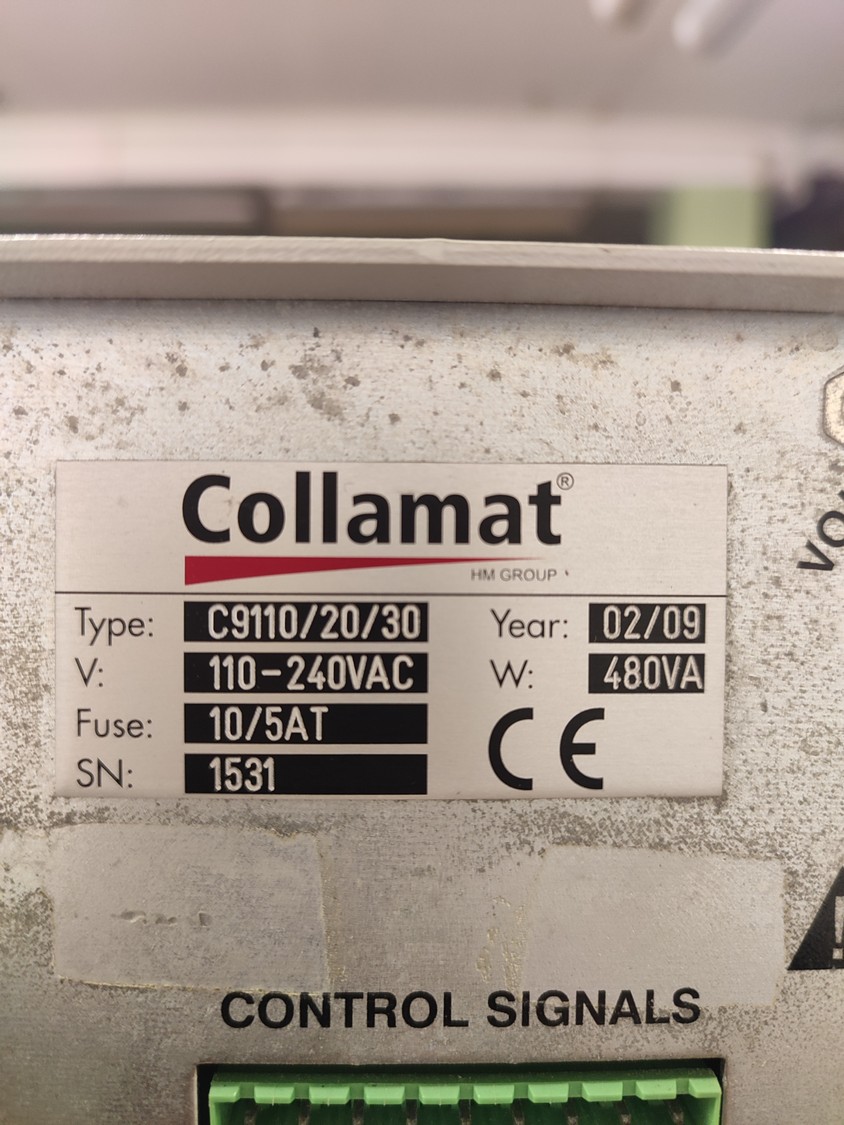 Collamat®
HM GROUP
Type: C9110/20/30 Year: 02/09
V: 110-240VAC W: 480VA
Fuse: 10/5AT
SN: 1531
CE
CONTROL SIGNALS